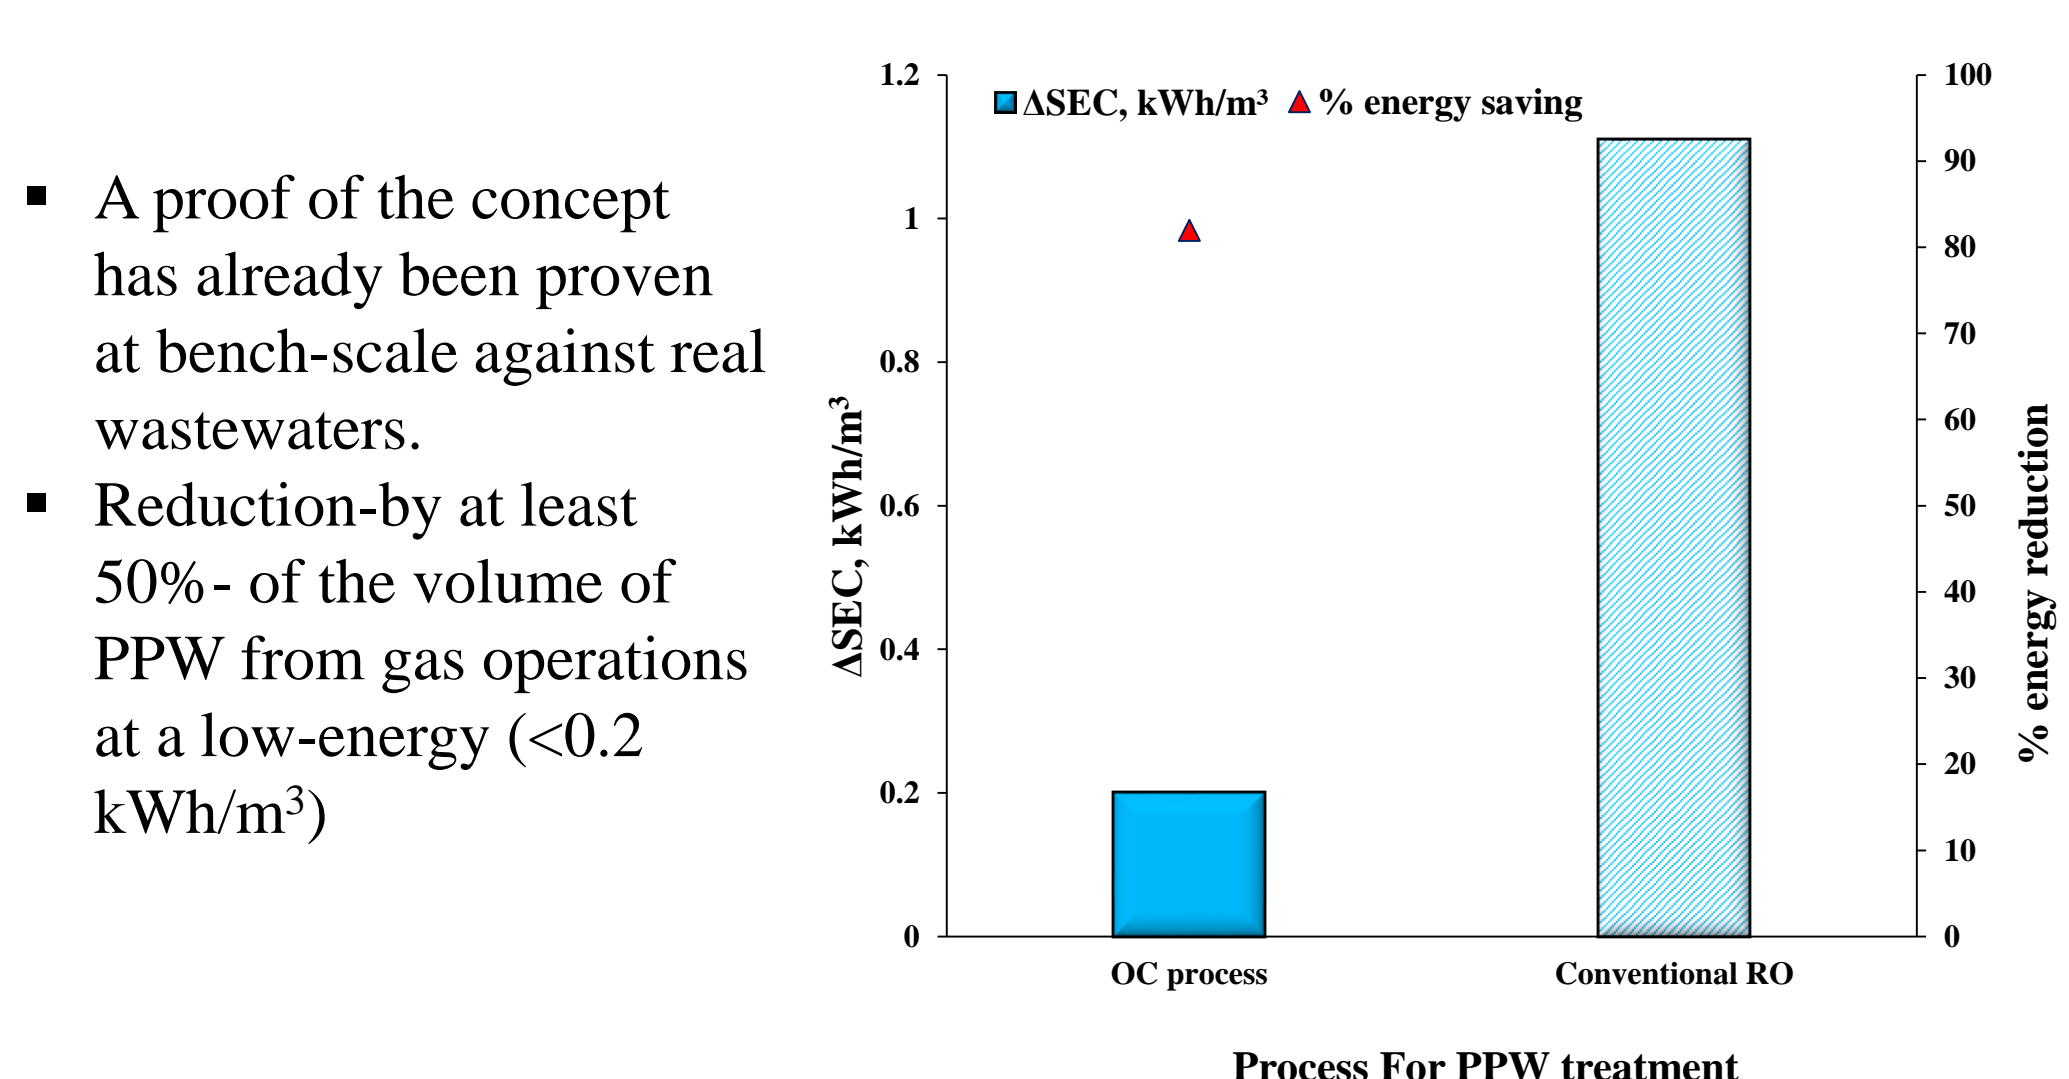 ▪ A proof of the concept
has already been proven
at bench-scale against real
wastewaters.
▪ Reduction-by at least
50%- of the volume of
PPW from gas operations
at a low-energy (<0.2
kWh/m³)
ΔSEC, kWh/m³ % energy saving
ΔSEC, kWh/m³
1.2
1
0.8
0.6
0.4
0.2
0
100
90
80
70
60
50
40
30
20
10
0
% energy reduction
OC process Conventional RO
Process For PPW treatment